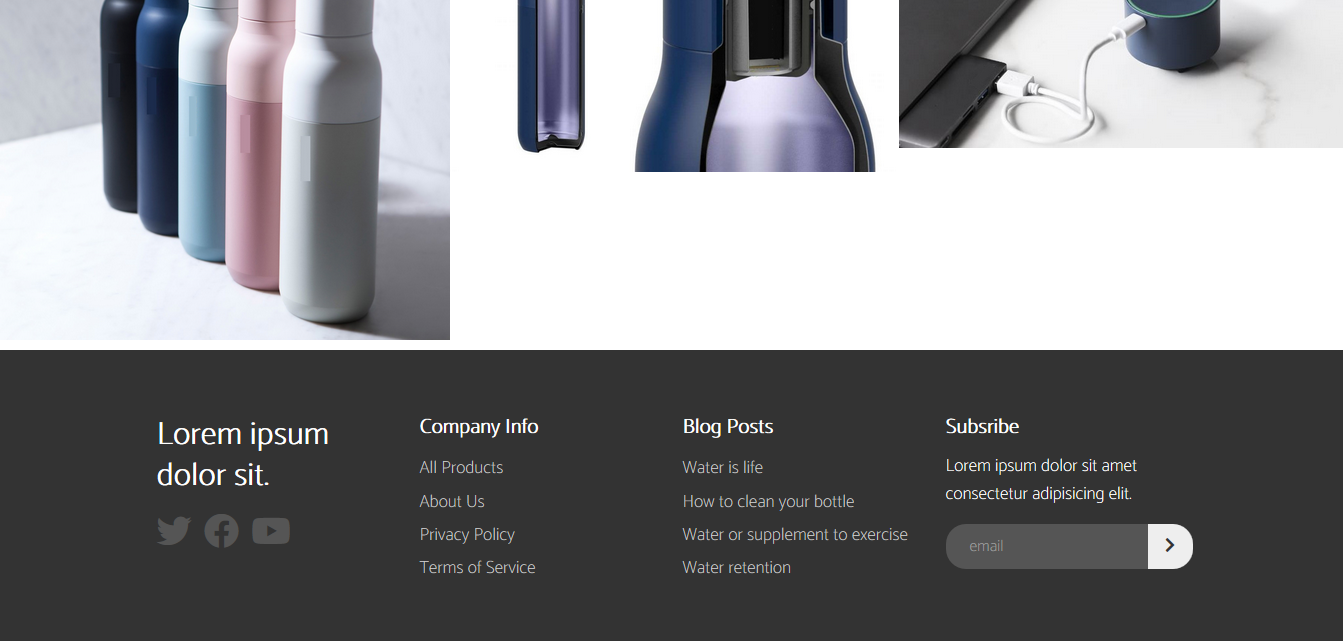 Lorem ipsum
dolor sit.
Company Info
All Products
About Us
Privacy Policy
Terms of Service
Blog Posts
Water is life
How to clean your bottle
Water or supplement to exercise
Water retention
Subsribe
Lorem ipsum dolor sit amet
consectetur adipisicing elit.
email